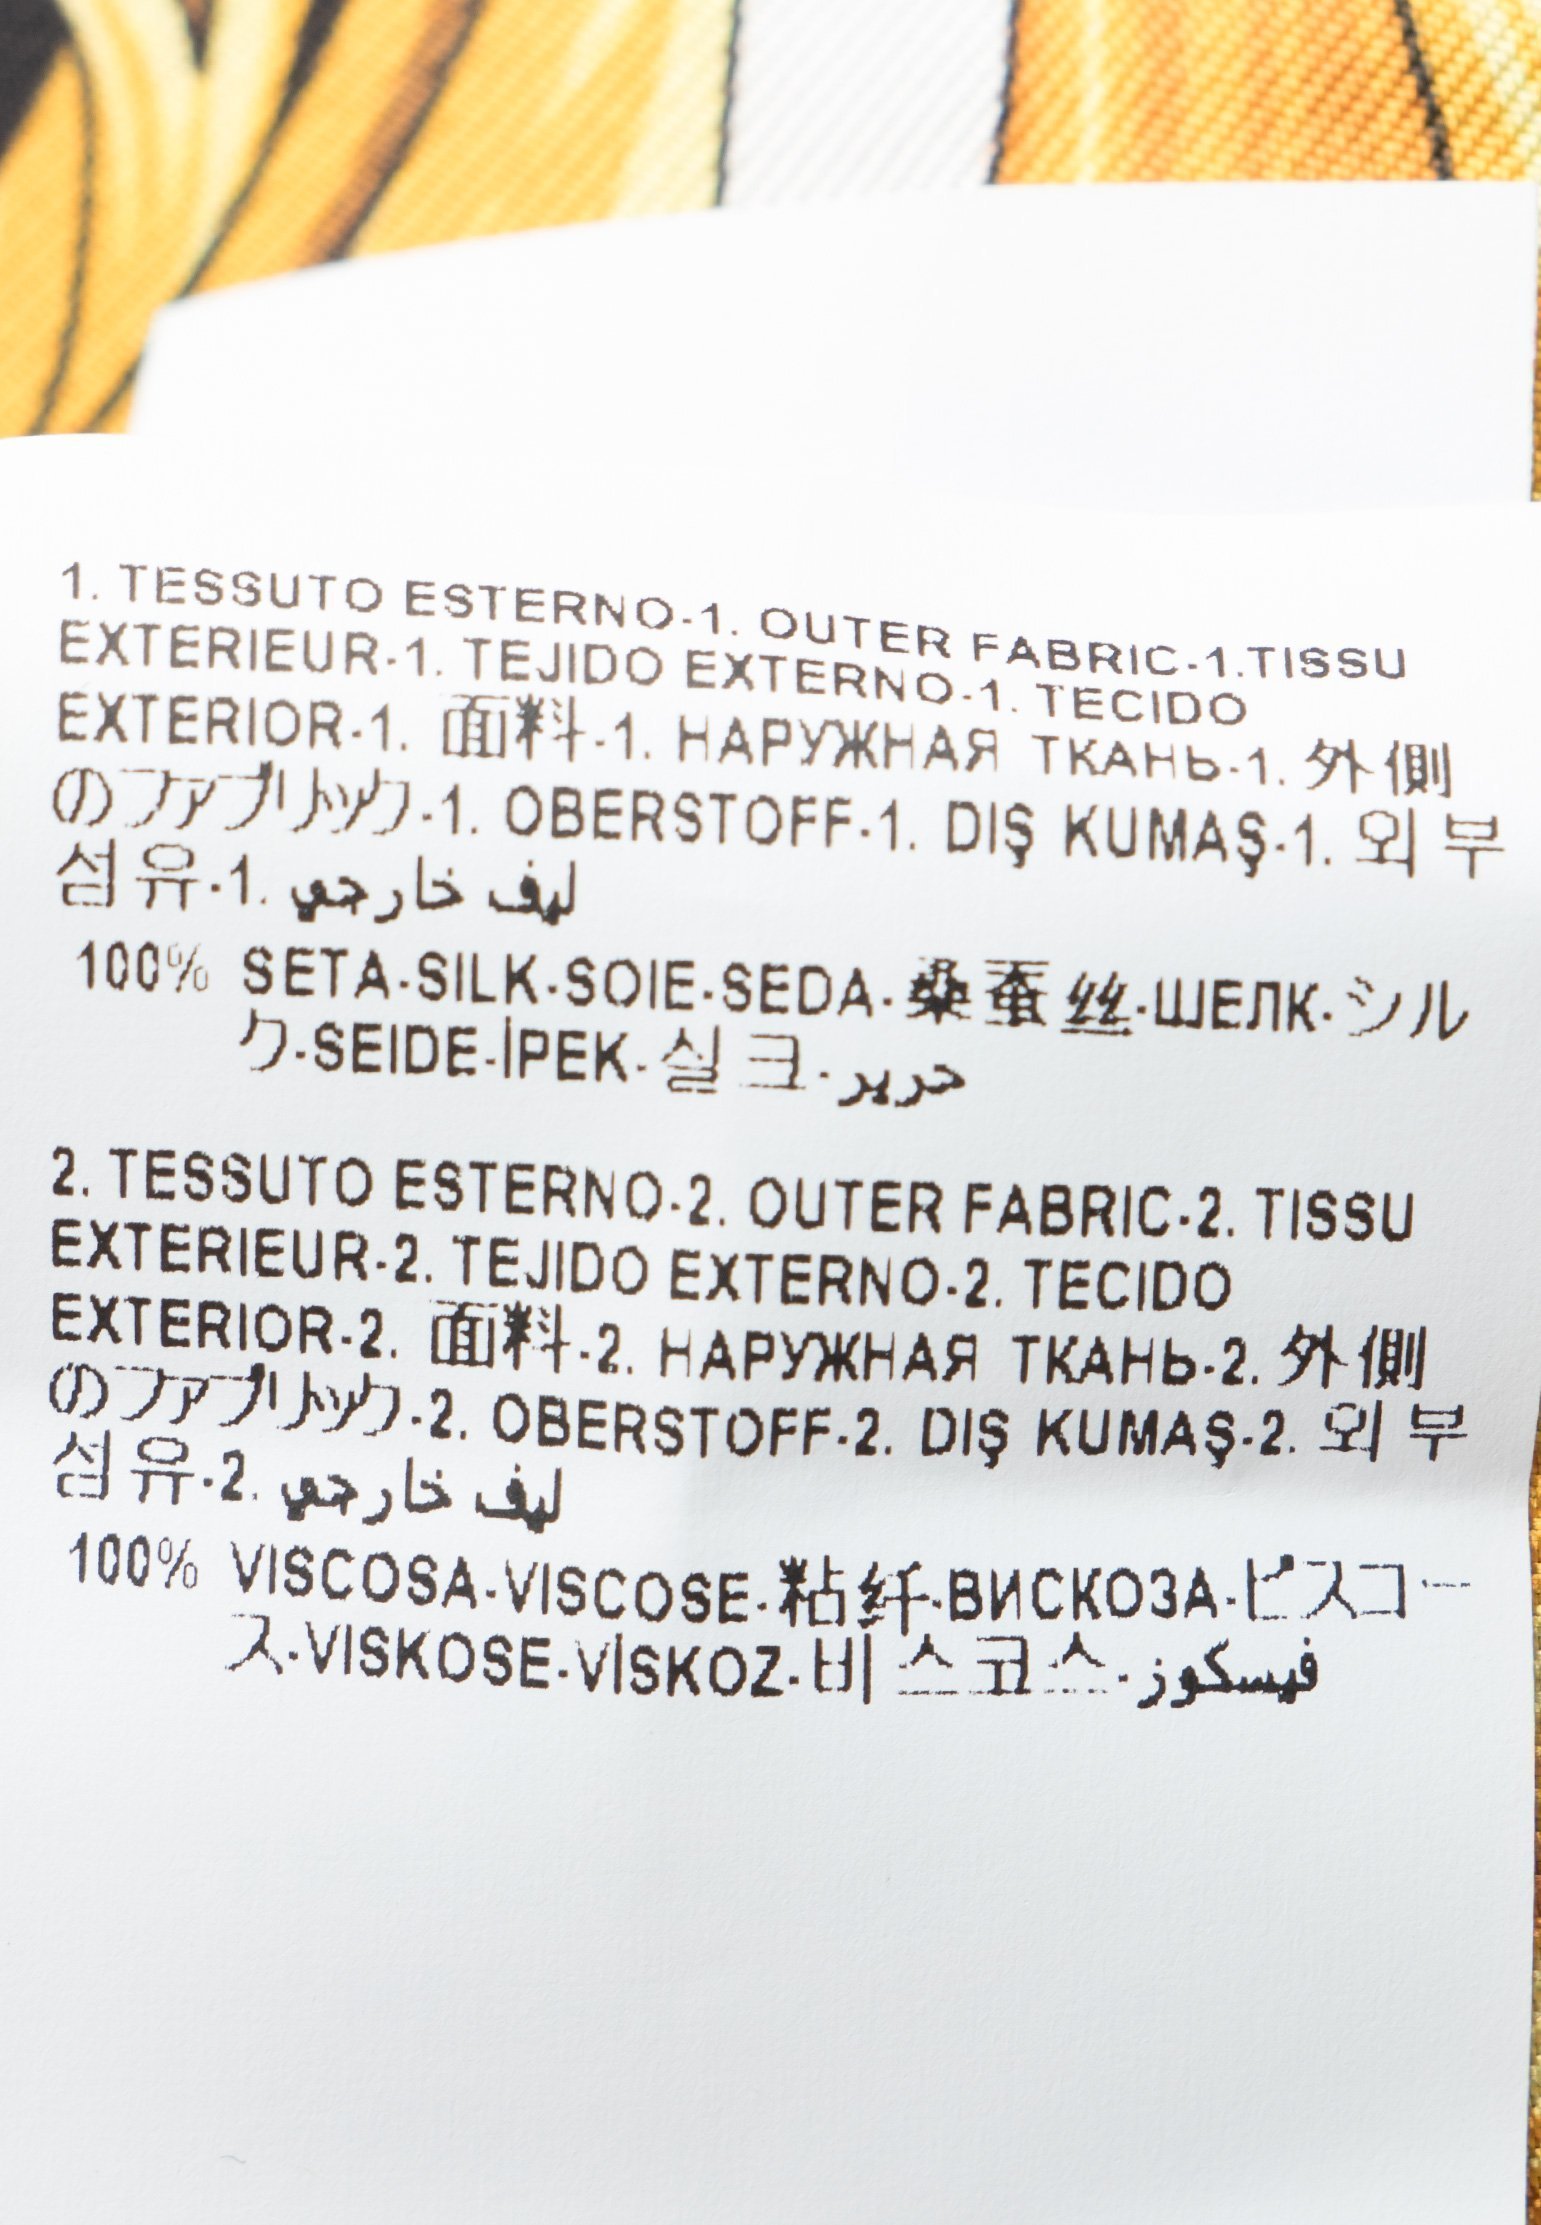 1. TESSUTO ESTERNO-1. OUTER FABRIC-1.TISSU
EXTERIEUR-1. TEJIDO EXTERNO-1. TECIDO
EXTERIOR-1. 面料-1. НАРУЖНАЯ ТКАНЬ-1. 外側
のファブリック-1. OBERSTOFF-1. DIŞ KUMAŞ-1. 외부
섬유-1. ليف خارجي
100% SETA-SILK-SOIE-SEDA-桑蚕丝-ШЕЛК-シル
ク-SEIDE-İPEK-실크-حرير
2. TESSUTO ESTERNO-2. OUTER FABRIC-2. TISSU
EXTERIEUR-2. TEJIDO EXTERNO-2. TECIDO
EXTERIOR-2. 面料-2. НАРУЖНАЯ ТКАНЬ-2. 外側
のファブリック-2. OBERSTOFF-2. DIŞ KUMAŞ-2. 외부
섬유-2. ليف خارجي
100% VISCOSA-VISCOSE-粘纤-ВИСКОЗА-ビスコー
ス-VISKOSE-VİSKOZ-비스코스-فيسكوز